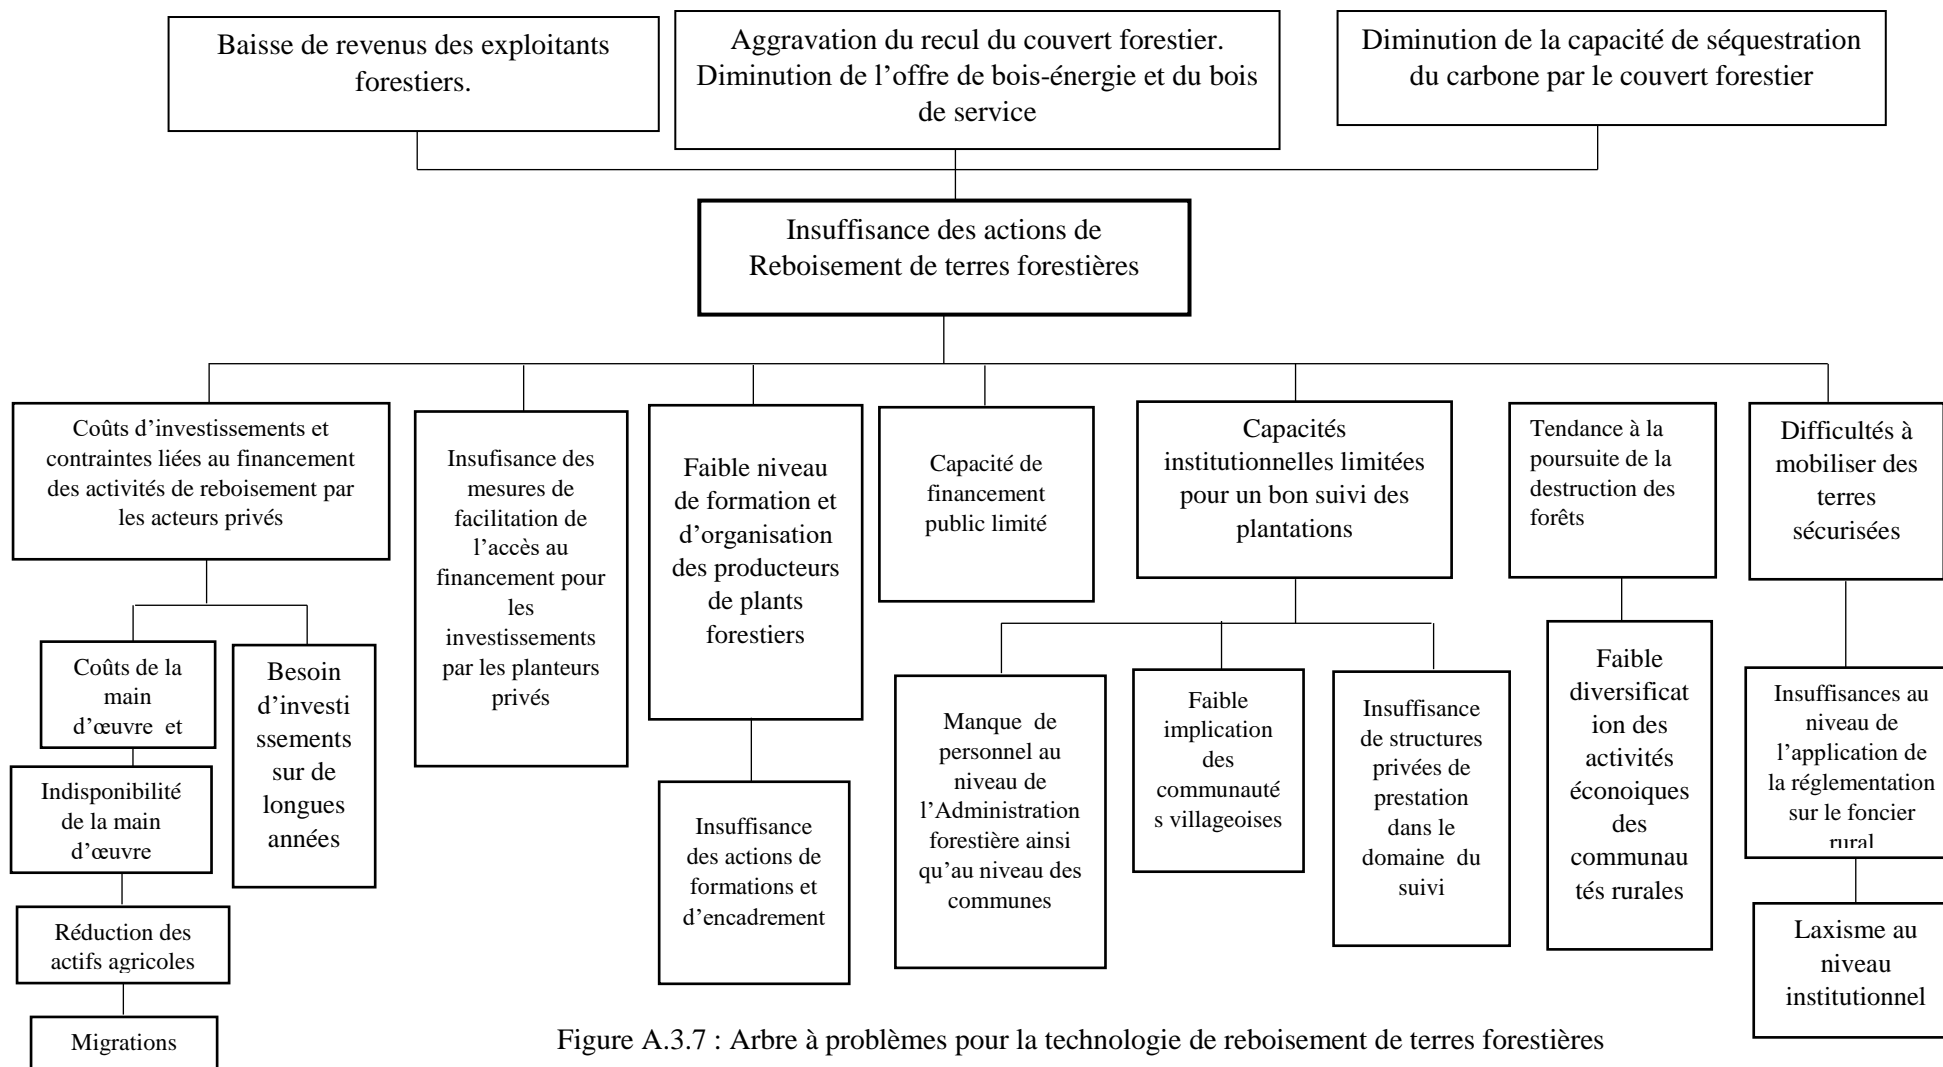 Baisse de revenus des exploitants
forestiers.
Aggravation du recul du couvert forestier.
Diminution de l’offre de bois-énergie et du bois
de service
Diminution de la capacité de séquestration
du carbone par le couvert forestier
Insuffisance des actions de
Reboisement de terres forestières
Coûts d’investissements et
contraintes liées au financement
des activités de reboisement par
les acteurs privés
Insufisance des
mesures de
facilitation de
l’accès au
financement pour
les
investissements
par les planteurs
privés
Faible niveau
de formation et
d’organisation
des producteurs
de plants
forestiers
Capacité de
financement
public limité
Capacités
institutionnelles limitées
pour un bon suivi des
plantations
Tendance à la
poursuite de la
destruction des
forêts
Difficultés à
mobiliser des
terres
sécurisées
Coûts de la
main
d’œuvre et
Besoin
d’investi
ssements
sur de
longues
années
Indisponibilité
de la main
d’œuvre
Réduction des
actifs agricoles
Migrations
Insuffisance
des actions de
formations et
d’encadrement
Manque de
personnel au
niveau de
l’Administration
forestière ainsi
qu’au niveau des
communes
Faible
implication
des
communauté
s villageoises
Insuffisance
de structures
privées de
prestation
dans le
domaine du
suivi
Faible
diversificat
ion des
activités
éconoiques
des
communau
tés rurales
Insuffisances au
niveau de
l’application de
la réglementation
sur le foncier
rural
Laxisme au
niveau
institutionnel
Figure A.3.7 : Arbre à problèmes pour la technologie de reboisement de terres forestières